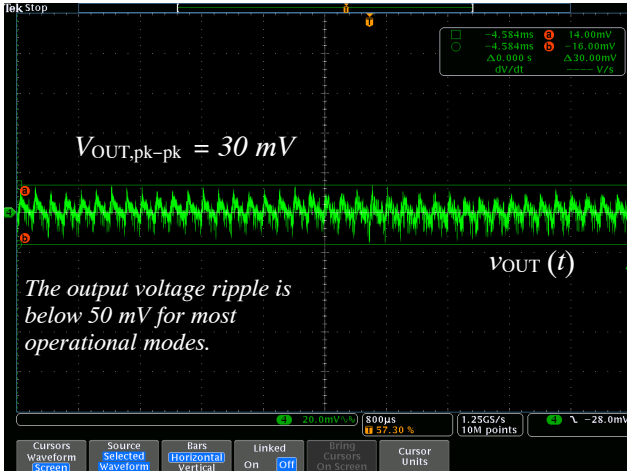 Tek Stop
T
T
−4.584ms a 14.00mV
−4.584ms b −16.00mV
Δ0.000 s Δ30.00mV
dV/dt —— V/s
VOUT,pk−pk = 30 mV
a
4
b
vOUT (t)
The output voltage ripple is
below 50 mV for most
operational modes.
4 20.0mV
800µs
T 57.30 %
1.25GS/s
10M points
4 −28.0mV
Cursors
Waveform
Screen
Source
Selected
Waveform
Bars
Horizontal
Vertical
Linked
On Off
Bring
Cursors
On Screen
Cursor
Units